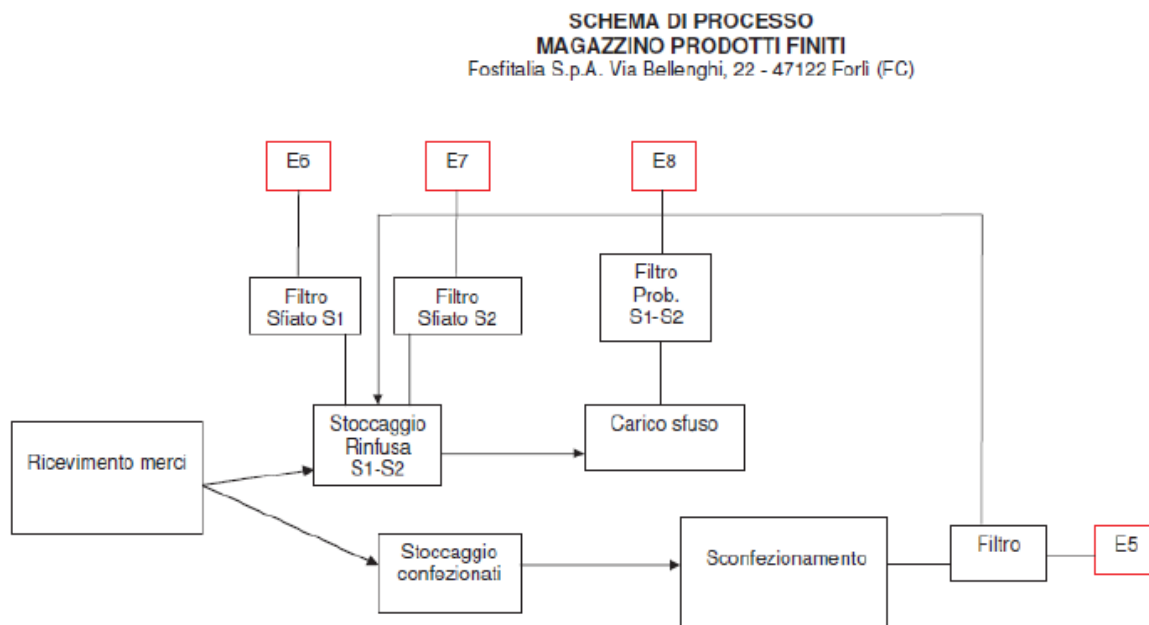 SCHEMA DI PROCESSO
MAGAZZINO PRODOTTI FINITI
Fosfitalia S.p.A. Via Bellenghi, 22 - 47122 Forlì (FC)
E6
E7
E8
Filtro
Sfiato S1
Filtro
Sfiato S2
Filtro
Prob.
S1-S2
Ricevimento merci
Stoccaggio
Rinfusa
S1-S2
Carico sfuso
Stoccaggio
confezionati
Sconfezionamento
Filtro
E5